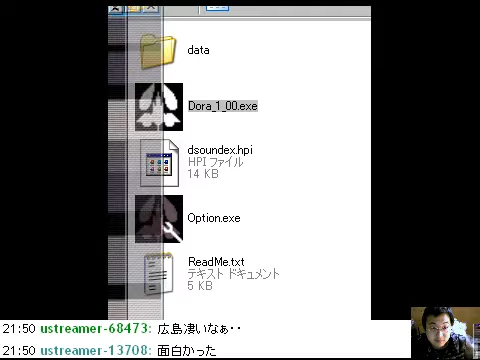 data
Dora_1_00.exe
dsoundex.hpi
HPI ファイル
14 KB
Option.exe
ReadMe.txt
テキスト ドキュメント
5 KB
21:50 ustreamer-68473: 広島凄いなぁ・・
21:50 ustreamer-13708: 面白かった